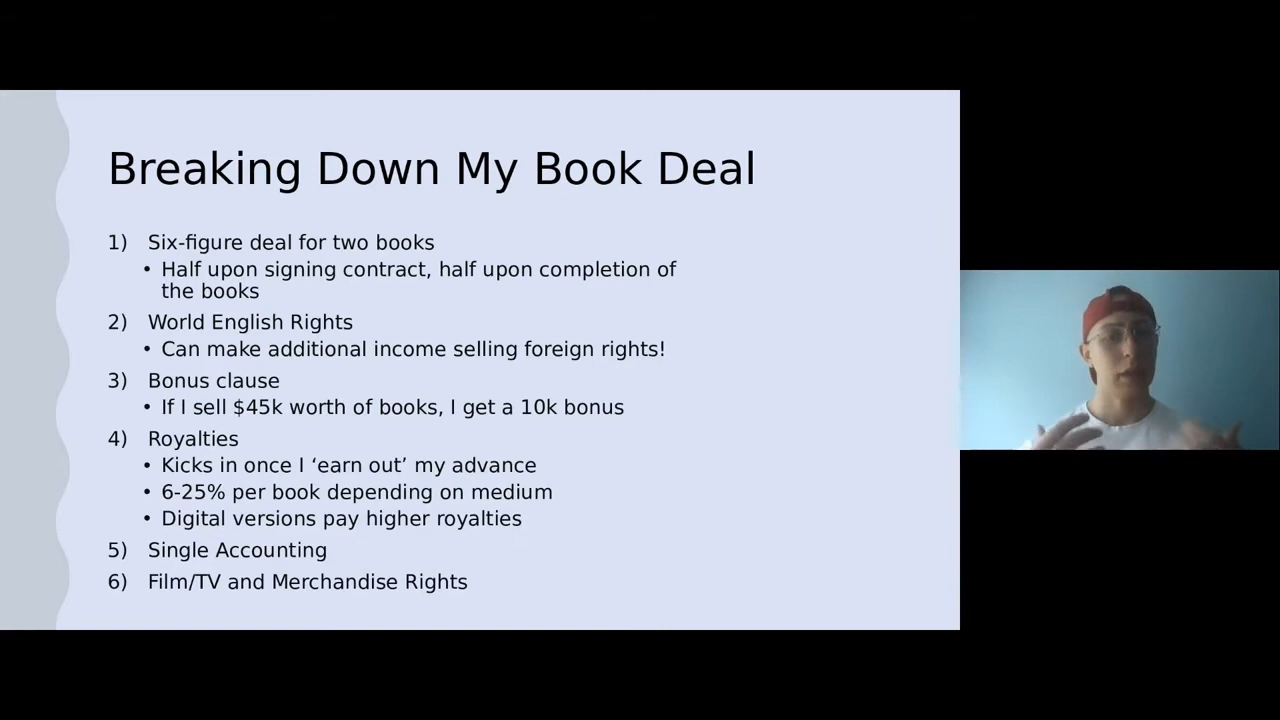 Breaking Down My Book Deal
1) Six-figure deal for two books
• Half upon signing contract, half upon completion of
the books
2) World English Rights
• Can make additional income selling foreign rights!
3) Bonus clause
• If I sell $45k worth of books, I get a 10k bonus
4) Royalties
• Kicks in once I ‘earn out’ my advance
• 6-25% per book depending on medium
• Digital versions pay higher royalties
5) Single Accounting
6) Film/TV and Merchandise Rights